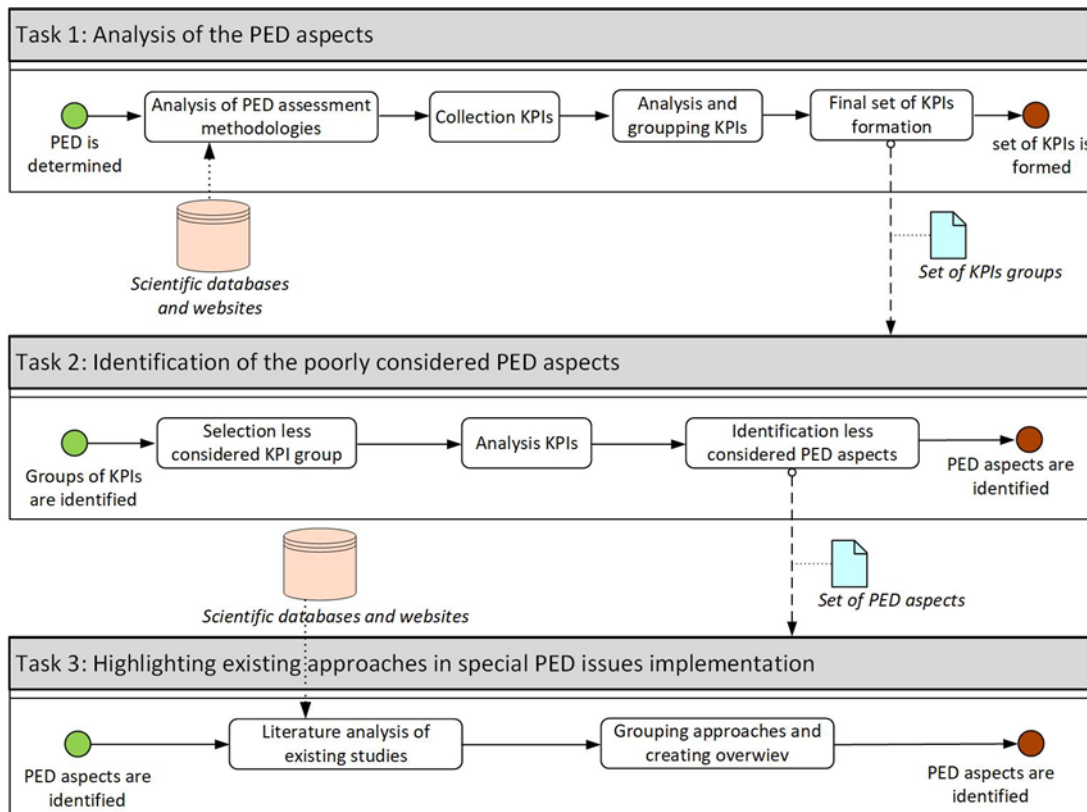 Task 1: Analysis of the PED aspects
PED is
determined
Analysis of PED assessment
methodologies
Collection KPIs
Analysis and
groupping KPIs
Final set of KPIs
formation
set of KPIs is
formed
Scientific databases
and websites
Set of KPIs groups
Task 2: Identification of the poorly considered PED aspects
Groups of KPIs
are identified
Selection less
considered KPI group
Analysis KPIs
Identification less
considered PED aspects
PED aspects are
identified
Scientific databases and websites
Set of PED aspects
Task 3: Highlighting existing approaches in special PED issues implementation
PED aspects are
identified
Literature analysis of
existing studies
Grouping approaches and
creating overwiev
PED aspects are
identified